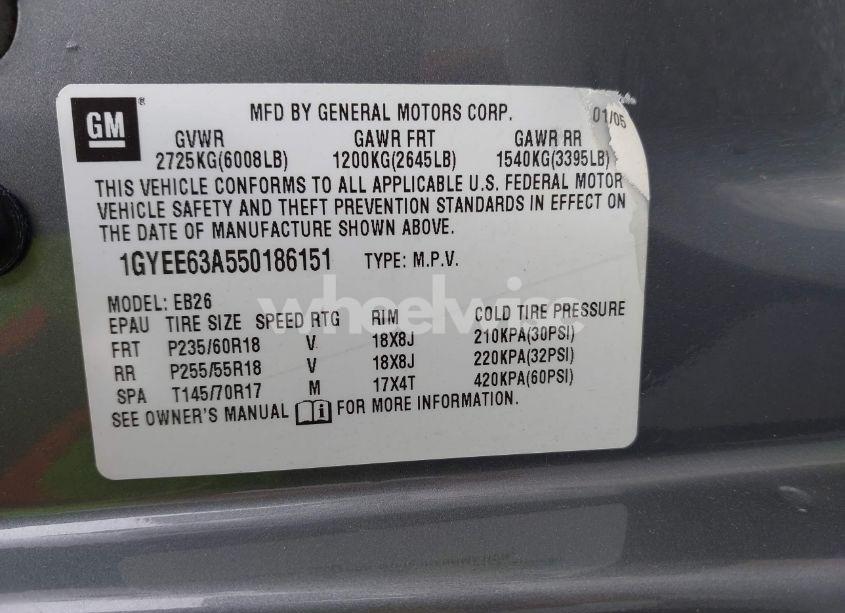 GM
MFD BY GENERAL MOTORS CORP. 01/05
GVWR GAWR FRT GAWR RR
2725KG(6008LB) 1200KG(2645LB) 1540KG(3395LB)
THIS VEHICLE CONFORMS TO ALL APPLICABLE U.S. FEDERAL MOTOR
VEHICLE SAFETY AND THEFT PREVENTION STANDARDS IN EFFECT ON
THE DATE OF MANUFACTURE SHOWN ABOVE.
1GYEE63A550186151 TYPE: M.P.V.
MODEL: EB26
EPAU TIRE SIZE SPEED RTG RIM COLD TIRE PRESSURE
FRT P235/60R18 V 18X8J 210KPA(30PSI)
RR P255/55R18 V 18X8J 220KPA(32PSI)
SPA T145/70R17 M 17X4T 420KPA(60PSI)
SEE OWNER'S MANUAL FOR MORE INFORMATION.